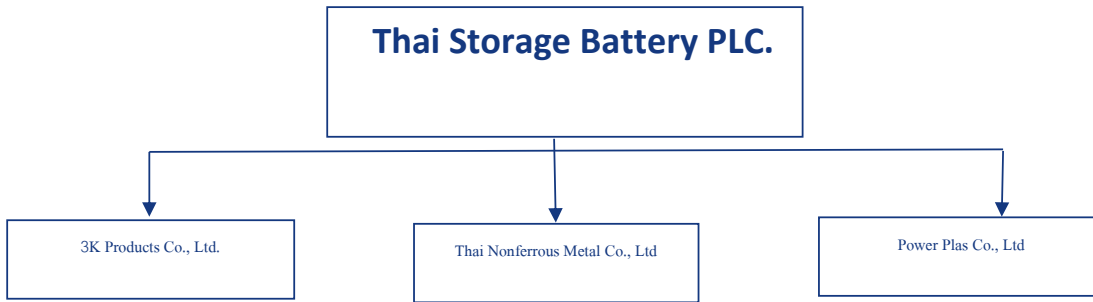 Thai Storage Battery PLC.
3K Products Co., Ltd.
Thai Nonferrous Metal Co., Ltd
Power Plas Co., Ltd